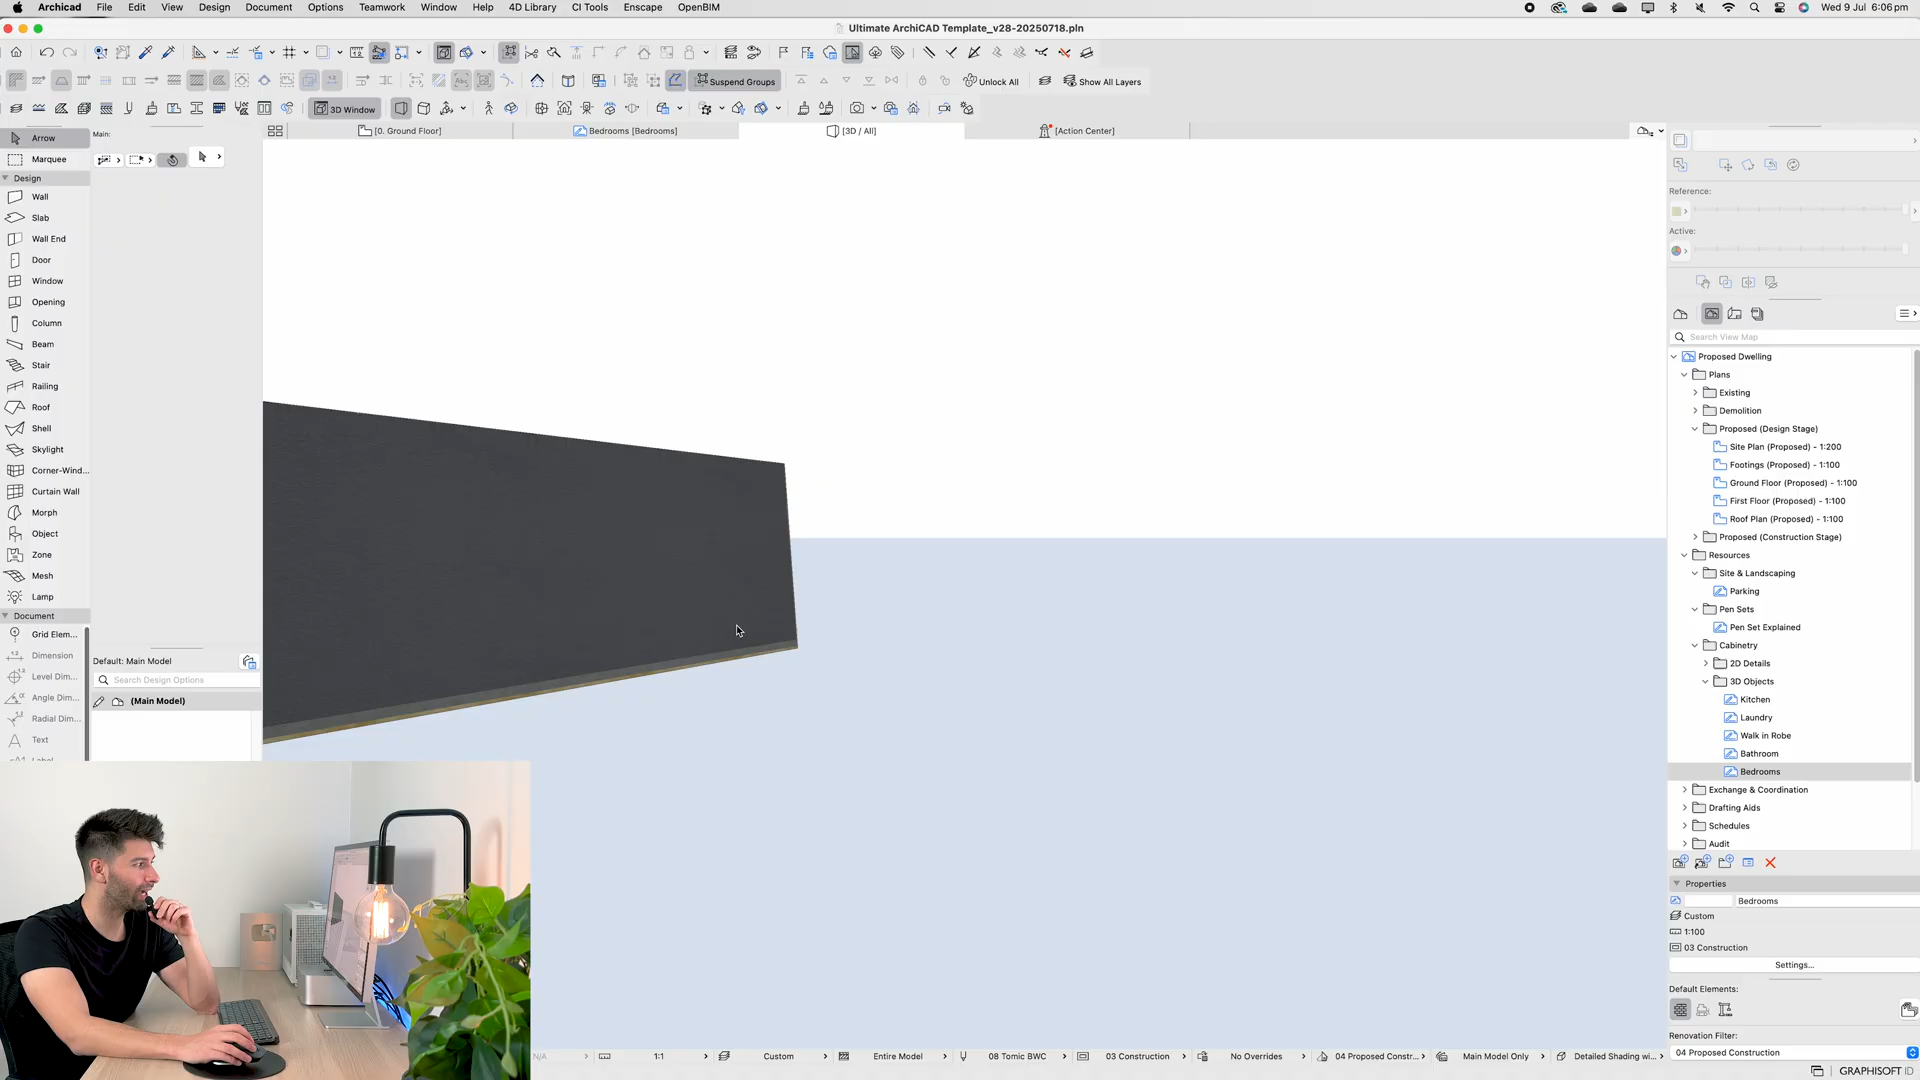 Archicad File Edit View Design Document Options Teamwork Window Help 4D Library CI Tools Enscape OpenBIM Wed 9 Jul 6:06pm
Ultimate ArchiCAD Template_v28-20250718.pln
Suspend Groups Unlock All Show All Layers
3D Window
[0. Ground Floor] Bedrooms [Bedrooms] [3D / All] [Action Center]
Arrow
Marquee
Design
Wall
Slab
Wall End
Door
Window
Opening
Column
Beam
Stair
Railing
Roof
Shell
Skylight
Corner-Wind...
Curtain Wall
Morph
Object
Zone
Mesh
Lamp
Document
Grid Elem...
Dimension
Level Dim...
Angle Dim...
Radial Dim...
Text
Main:
Default: Main Model
Search Design Options
(Main Model)
Reference:
Active:
Search View Map
Proposed Dwelling
Plans
Existing
Demolition
Proposed (Design Stage)
Site Plan (Proposed) - 1:200
Footings (Proposed) - 1:100
Ground Floor (Proposed) - 1:100
First Floor (Proposed) - 1:100
Roof Plan (Proposed) - 1:100
Proposed (Construction Stage)
Resources
Site & Landscaping
Parking
Pen Sets
Pen Set Explained
Cabinetry
2D Details
3D Objects
Kitchen
Laundry
Walk in Robe
Bathroom
Bedrooms
Exchange & Coordination
Drafting Aids
Schedules
Audit
Properties
Bedrooms
Custom
1:100
03 Construction
Settings...
Default Elements:
Renovation Filter:
04 Proposed Construction
N/A 1:1 Custom Entire Model 08 Tomic BWC 03 Construction No Overrides 04 Proposed Constr... Main Model Only Detailed Shading wi...
GRAPHISOFT ID